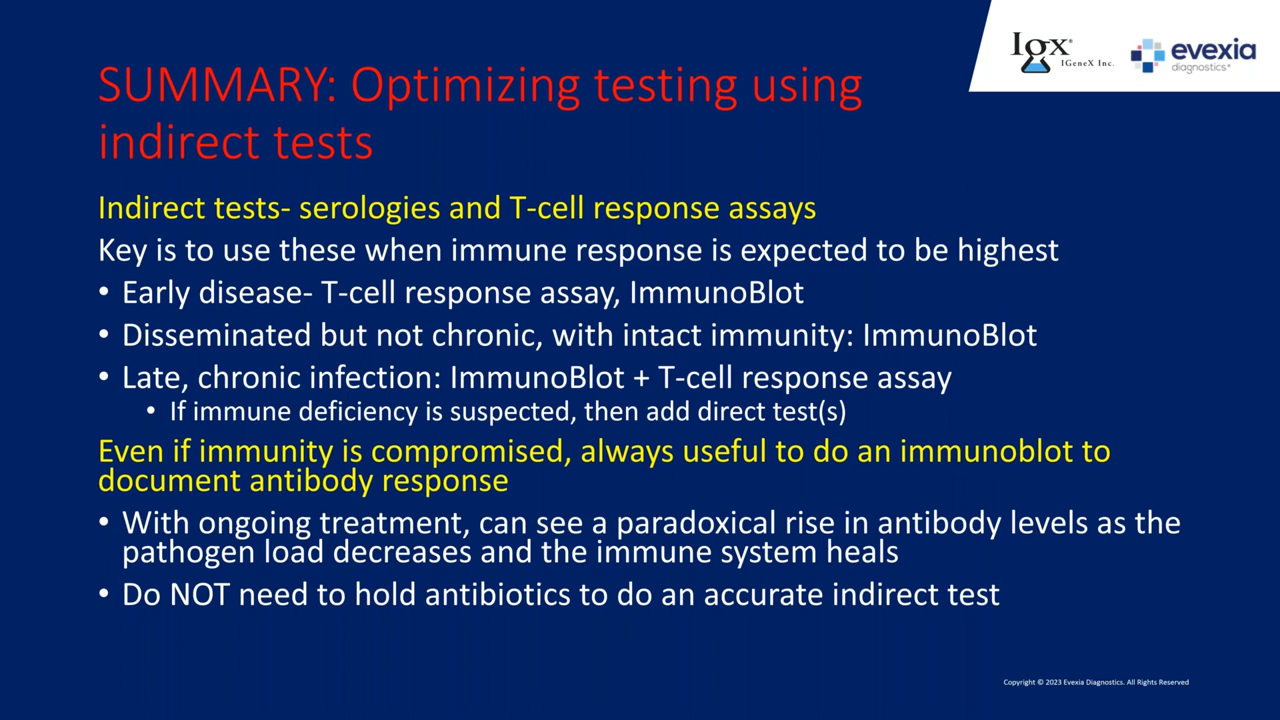 Igx®
IGeneX Inc.
evexia
diagnostics
SUMMARY: Optimizing testing using
indirect tests
Indirect tests- serologies and T-cell response assays
Key is to use these when immune response is expected to be highest
• Early disease- T-cell response assay, ImmunoBlot
• Disseminated but not chronic, with intact immunity: ImmunoBlot
• Late, chronic infection: ImmunoBlot + T-cell response assay
• If immune deficiency is suspected, then add direct test(s)
Even if immunity is compromised, always useful to do an immunoblot to
document antibody response
• With ongoing treatment, can see a paradoxical rise in antibody levels as the
pathogen load decreases and the immune system heals
• Do NOT need to hold antibiotics to do an accurate indirect test
Copyright © 2023 Evexia Diagnostics. All Rights Reserved